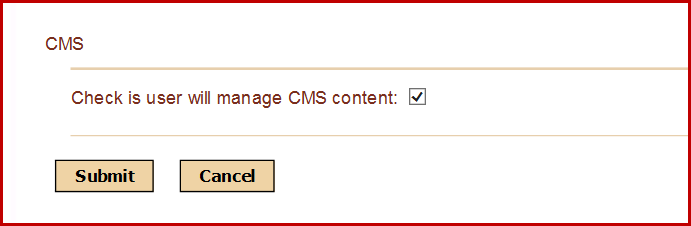 CMS
Check is user will manage CMS content:
Submit Cancel